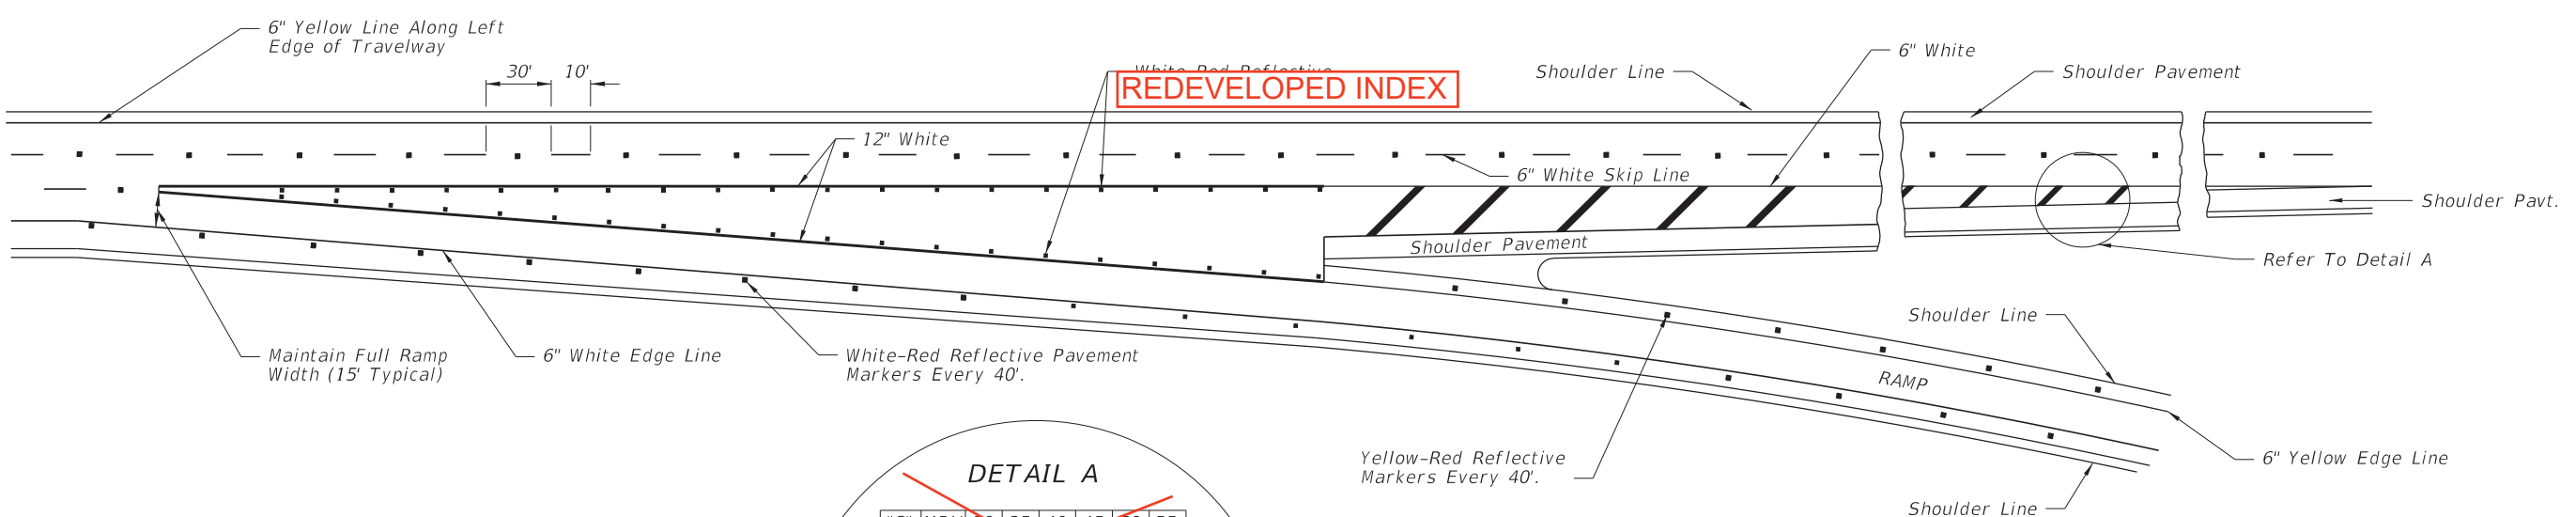 6" Yellow Line Along Left
Edge of Travelway
30'
10'
White-Red Reflective
REDEVELOPED INDEX
Shoulder Line
6" White
Shoulder Pavement
12" White
6" White Skip Line
Shoulder Pavt.
Shoulder Pavement
Refer To Detail A
Shoulder Line
Maintain Full Ramp
Width (15' Typical)
6" White Edge Line
White-Red Reflective Pavement
Markers Every 40'.
RAMP
Yellow-Red Reflective
Markers Every 40'.
6" Yellow Edge Line
DETAIL A
Shoulder Line